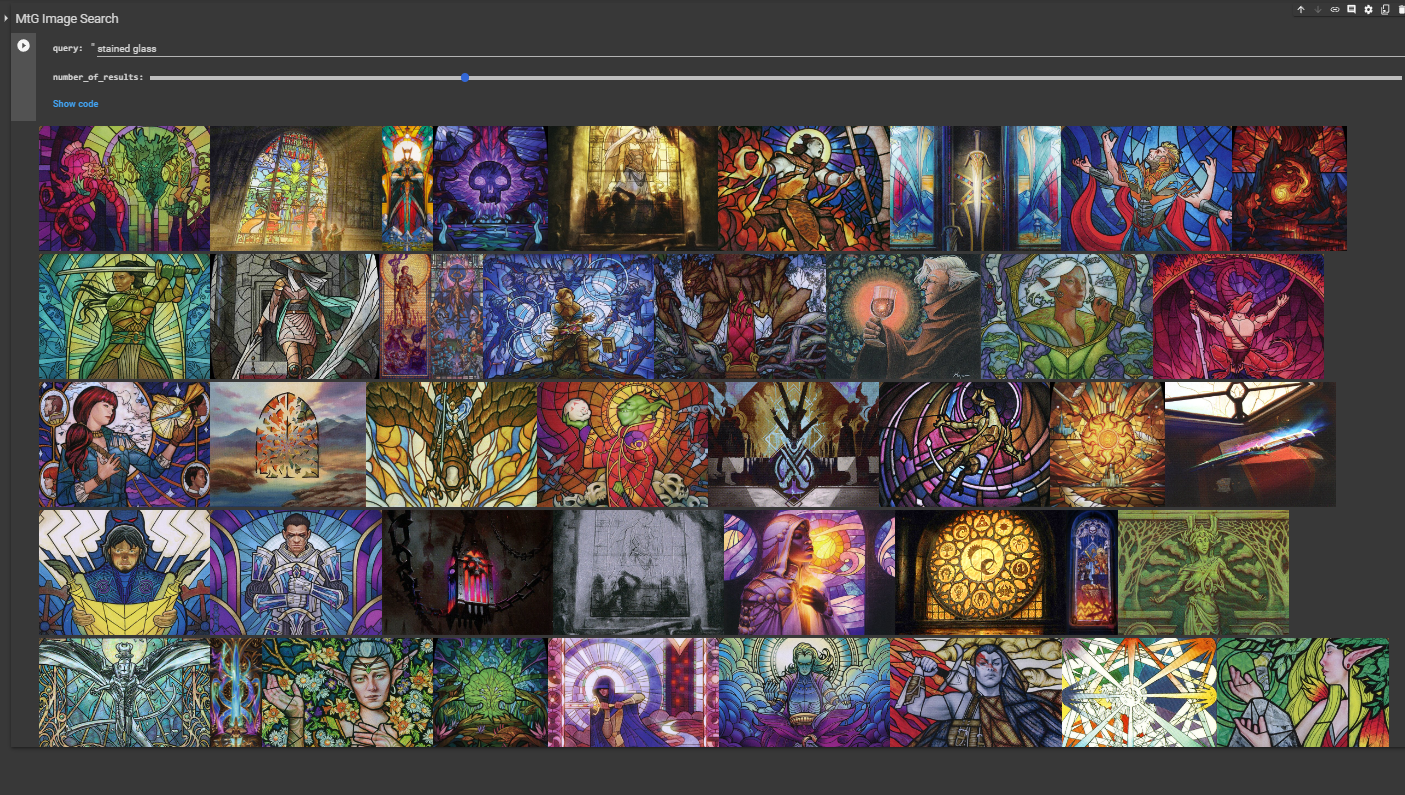 MtG Image Search
query: " stained glass
number_of_results:
Show code